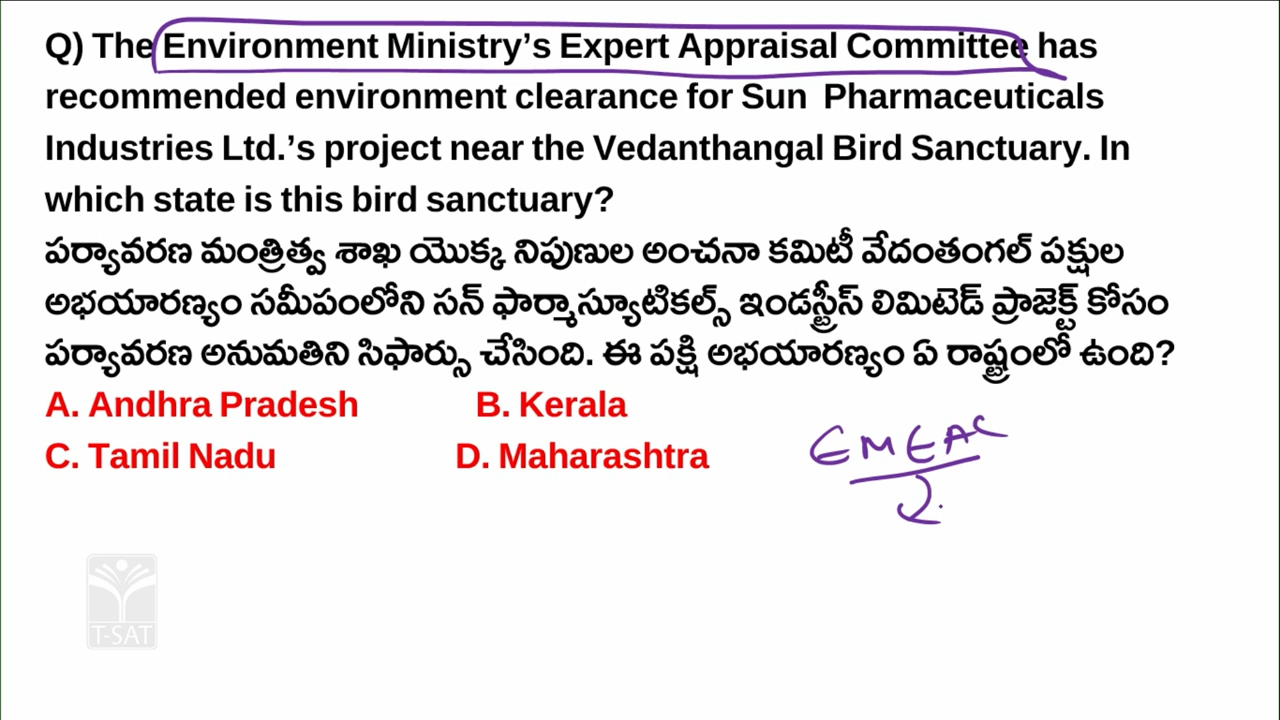 Q) The Environment Ministry's Expert Appraisal Committee has
recommended environment clearance for Sun Pharmaceuticals
Industries Ltd.'s project near the Vedanthangal Bird Sanctuary. In
which state is this bird sanctuary?
పర్యావరణ మంత్రిత్వ శాఖ యొక్క నిపుణుల అంచనా కమిటీ వేదంతంగల్ పక్షుల
అభయారణ్యం సమీపంలోని సన్ ఫార్మాస్యూటికల్స్ ఇండస్ట్రీస్ లిమిటెడ్ ప్రాజెక్ట్ కోసం
పర్యావరణ అనుమతిని సిఫార్సు చేసింది. ఈ పక్షి అభయారణ్యం ఏ రాష్ట్రంలో ఉంది?
A. Andhra Pradesh B. Kerala
C. Tamil Nadu D. Maharashtra
EMEAC
2
T-SAT